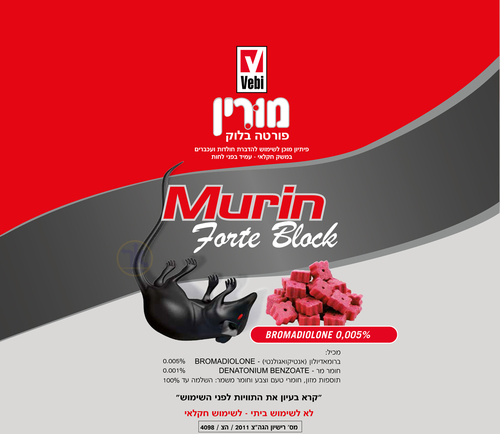 Vebi
מורין
פורטה בלוק
פיתיון מוכן לשימוש להדברת חולדות ועכברים
במשק חקלאי - עמיד בפני לחות
Murin
Forte Block
BROMADIOLONE 0,005%
מכיל:
ברומאדיולון (אנטיקואגולנטי) - BROMADIOLONE 0.005%
חומר מר - DENATONIUM BENZOATE 0.001%
תוספות מזון, חומרי טעם וצבע וחומר משמר: השלמה עד 100%
"קרא בעיון את התוויות לפני השימוש"
לא לשימוש ביתי - לשימוש חקלאי
מס' רישיון הגה"צ 2011 / הצ / 4098